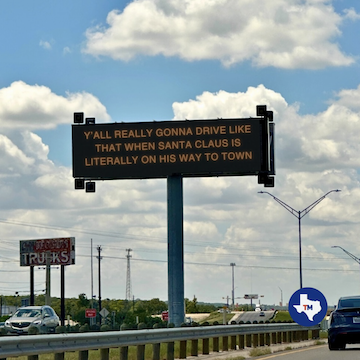 Y'ALL REALLY GONNA DRIVE LIKE
THAT WHEN SANTA CLAUS IS
LITERALLY ON HIS WAY TO TOWN
TRUCKS
TM